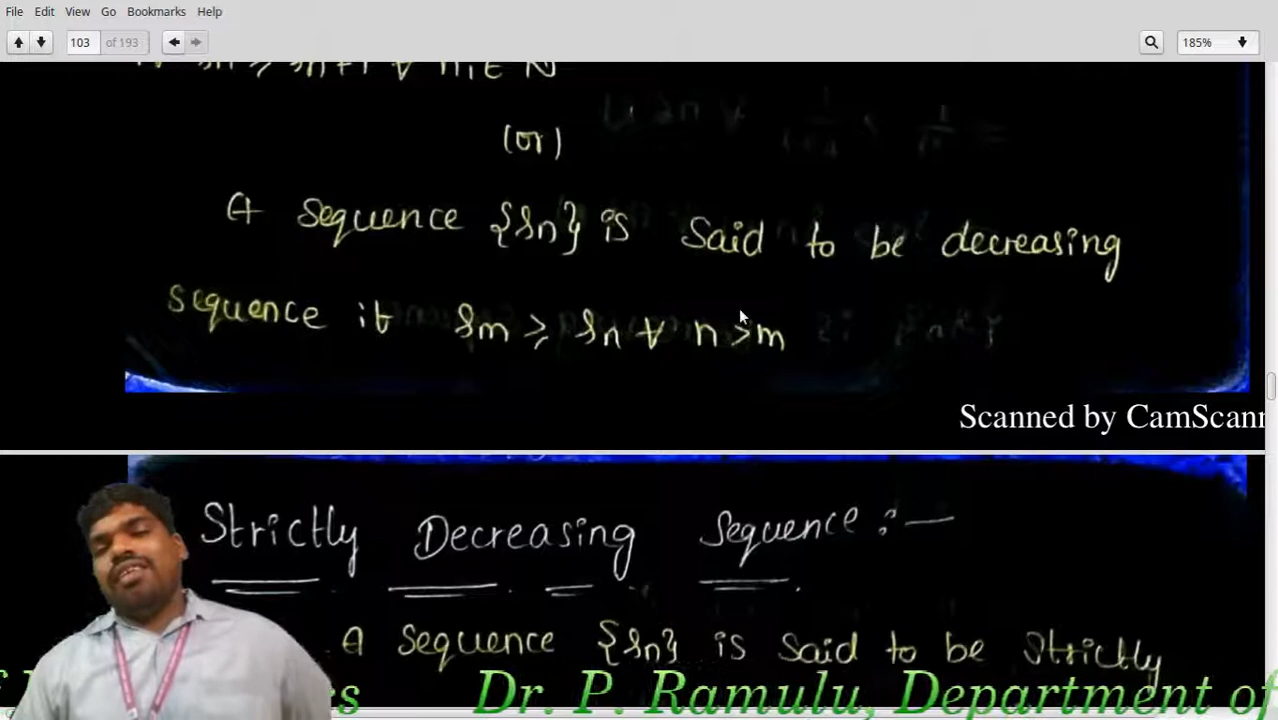 File Edit View Go Bookmarks Help
103 of 193 185%
(or)
A sequence {Sn} is said to be decreasing
sequence if Sm ≥ Sn ∀ n > m
Scanned by CamScann
Strictly Decreasing Sequence :-
A sequence {Sn} is said to be strictly
cs Dr. P. Ramulu, Department of